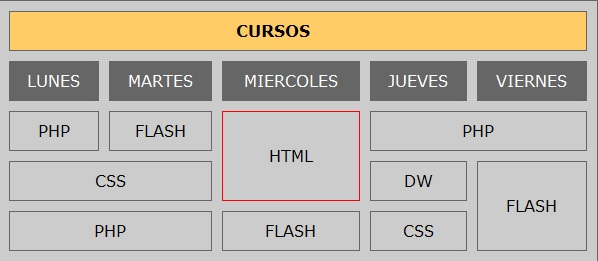 CURSOS
LUNES MARTES MIERCOLES JUEVES VIERNES
PHP FLASH HTML PHP
CSS DW FLASH
PHP FLASH CSS